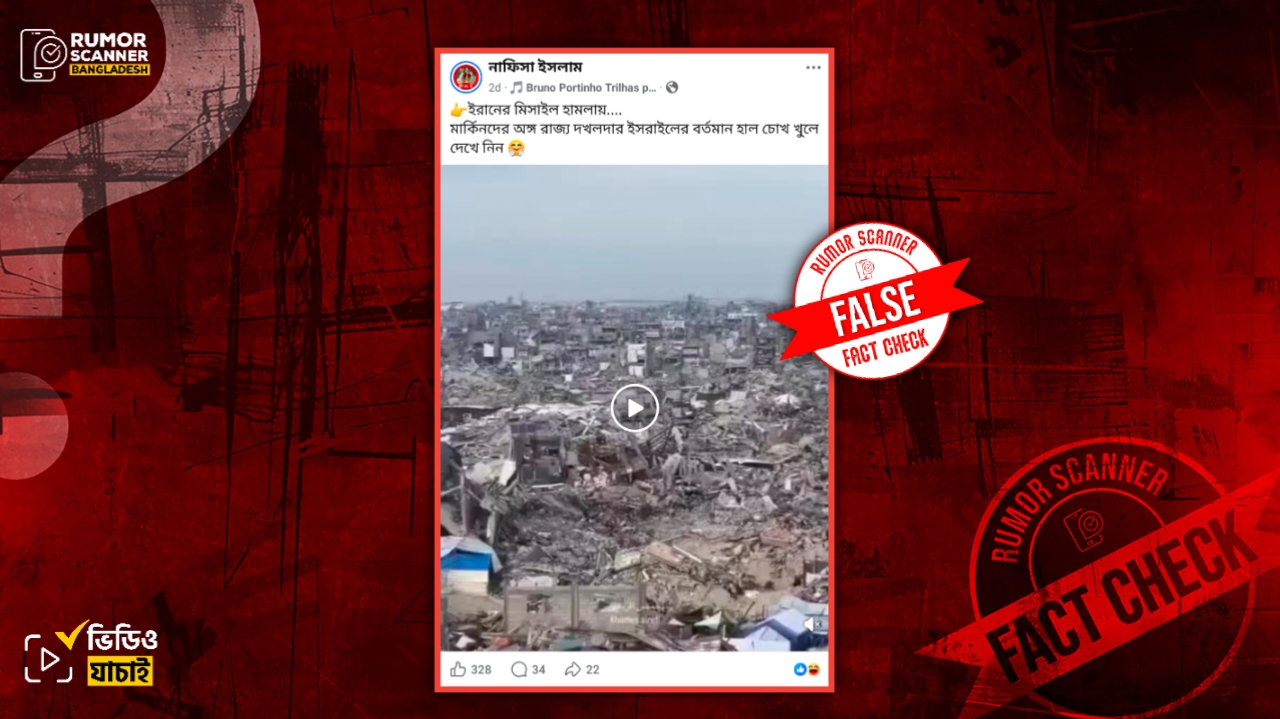 RUMOR
SCANNER
BANGLADESH
নাফিসা ইসলাম
2d · Bruno Portinho Trilhas p... ·
👉ইরানের মিসাইল হামলায়....
মার্কিনদের অঙ্গ রাজ্য দখলদার ইসরাইলের বর্তমান হাল চোখ খুলে
দেখে নিন 🤗
RUMOR SCANNER
FALSE
FACT CHECK
328 34 22
RUMOR SCANNER
FACT CHECK
ভিডিও
যাচাই